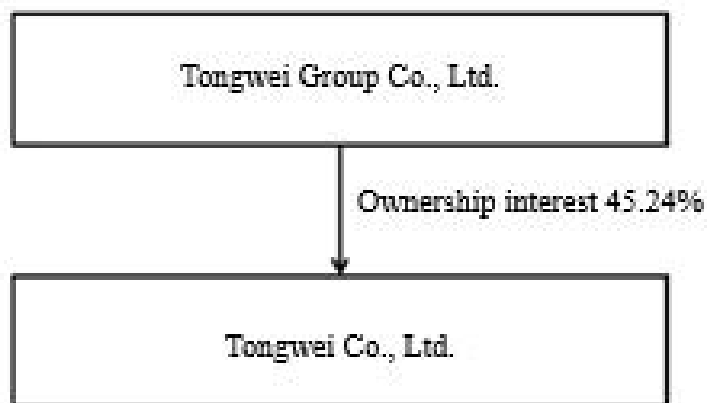 Tongwei Group Co., Ltd.
Ownership interest 45.24%
Tongwei Co., Ltd.